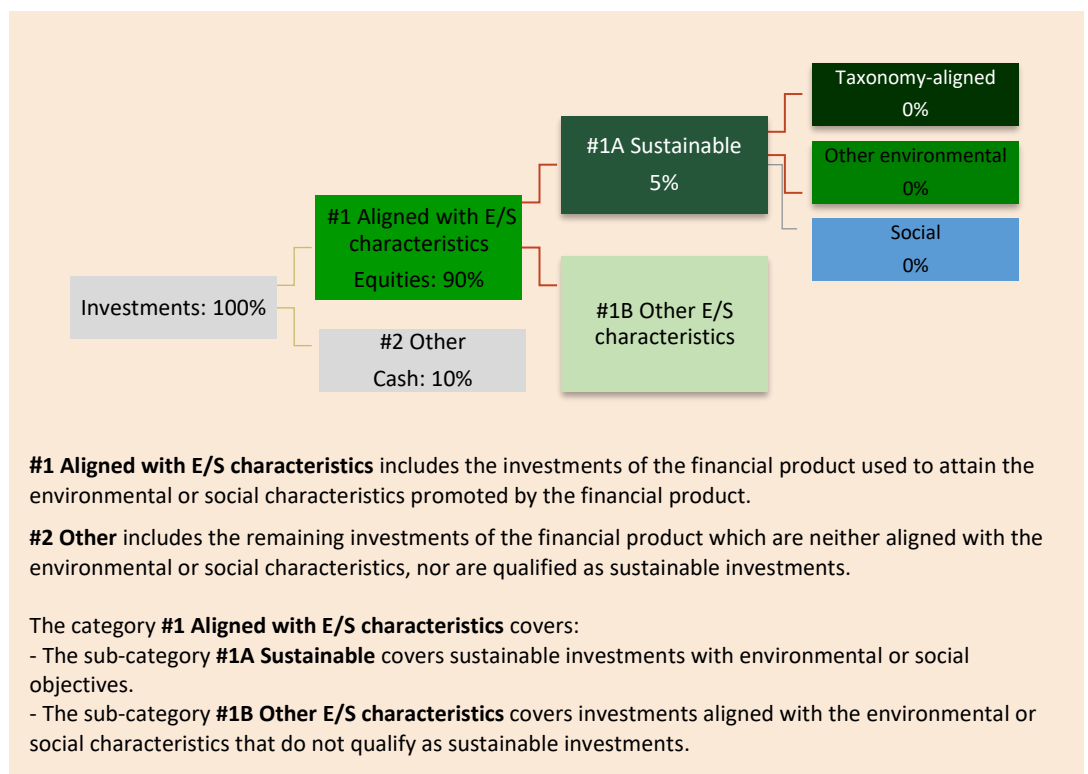 Taxonomy-aligned
0%
#1A Sustainable
5%
Other environmental
0%
#1 Aligned with E/S
characteristics
Equities: 90%
Social
0%
Investments: 100%
#1B Other E/S
characteristics
#2 Other
Cash: 10%
#1 Aligned with E/S characteristics includes the investments of the financial product used to attain the
environmental or social characteristics promoted by the financial product.
#2 Other includes the remaining investments of the financial product which are neither aligned with the
environmental or social characteristics, nor are qualified as sustainable investments.
The category #1 Aligned with E/S characteristics covers:
- The sub-category #1A Sustainable covers sustainable investments with environmental or social
objectives.
- The sub-category #1B Other E/S characteristics covers investments aligned with the environmental or
social characteristics that do not qualify as sustainable investments.